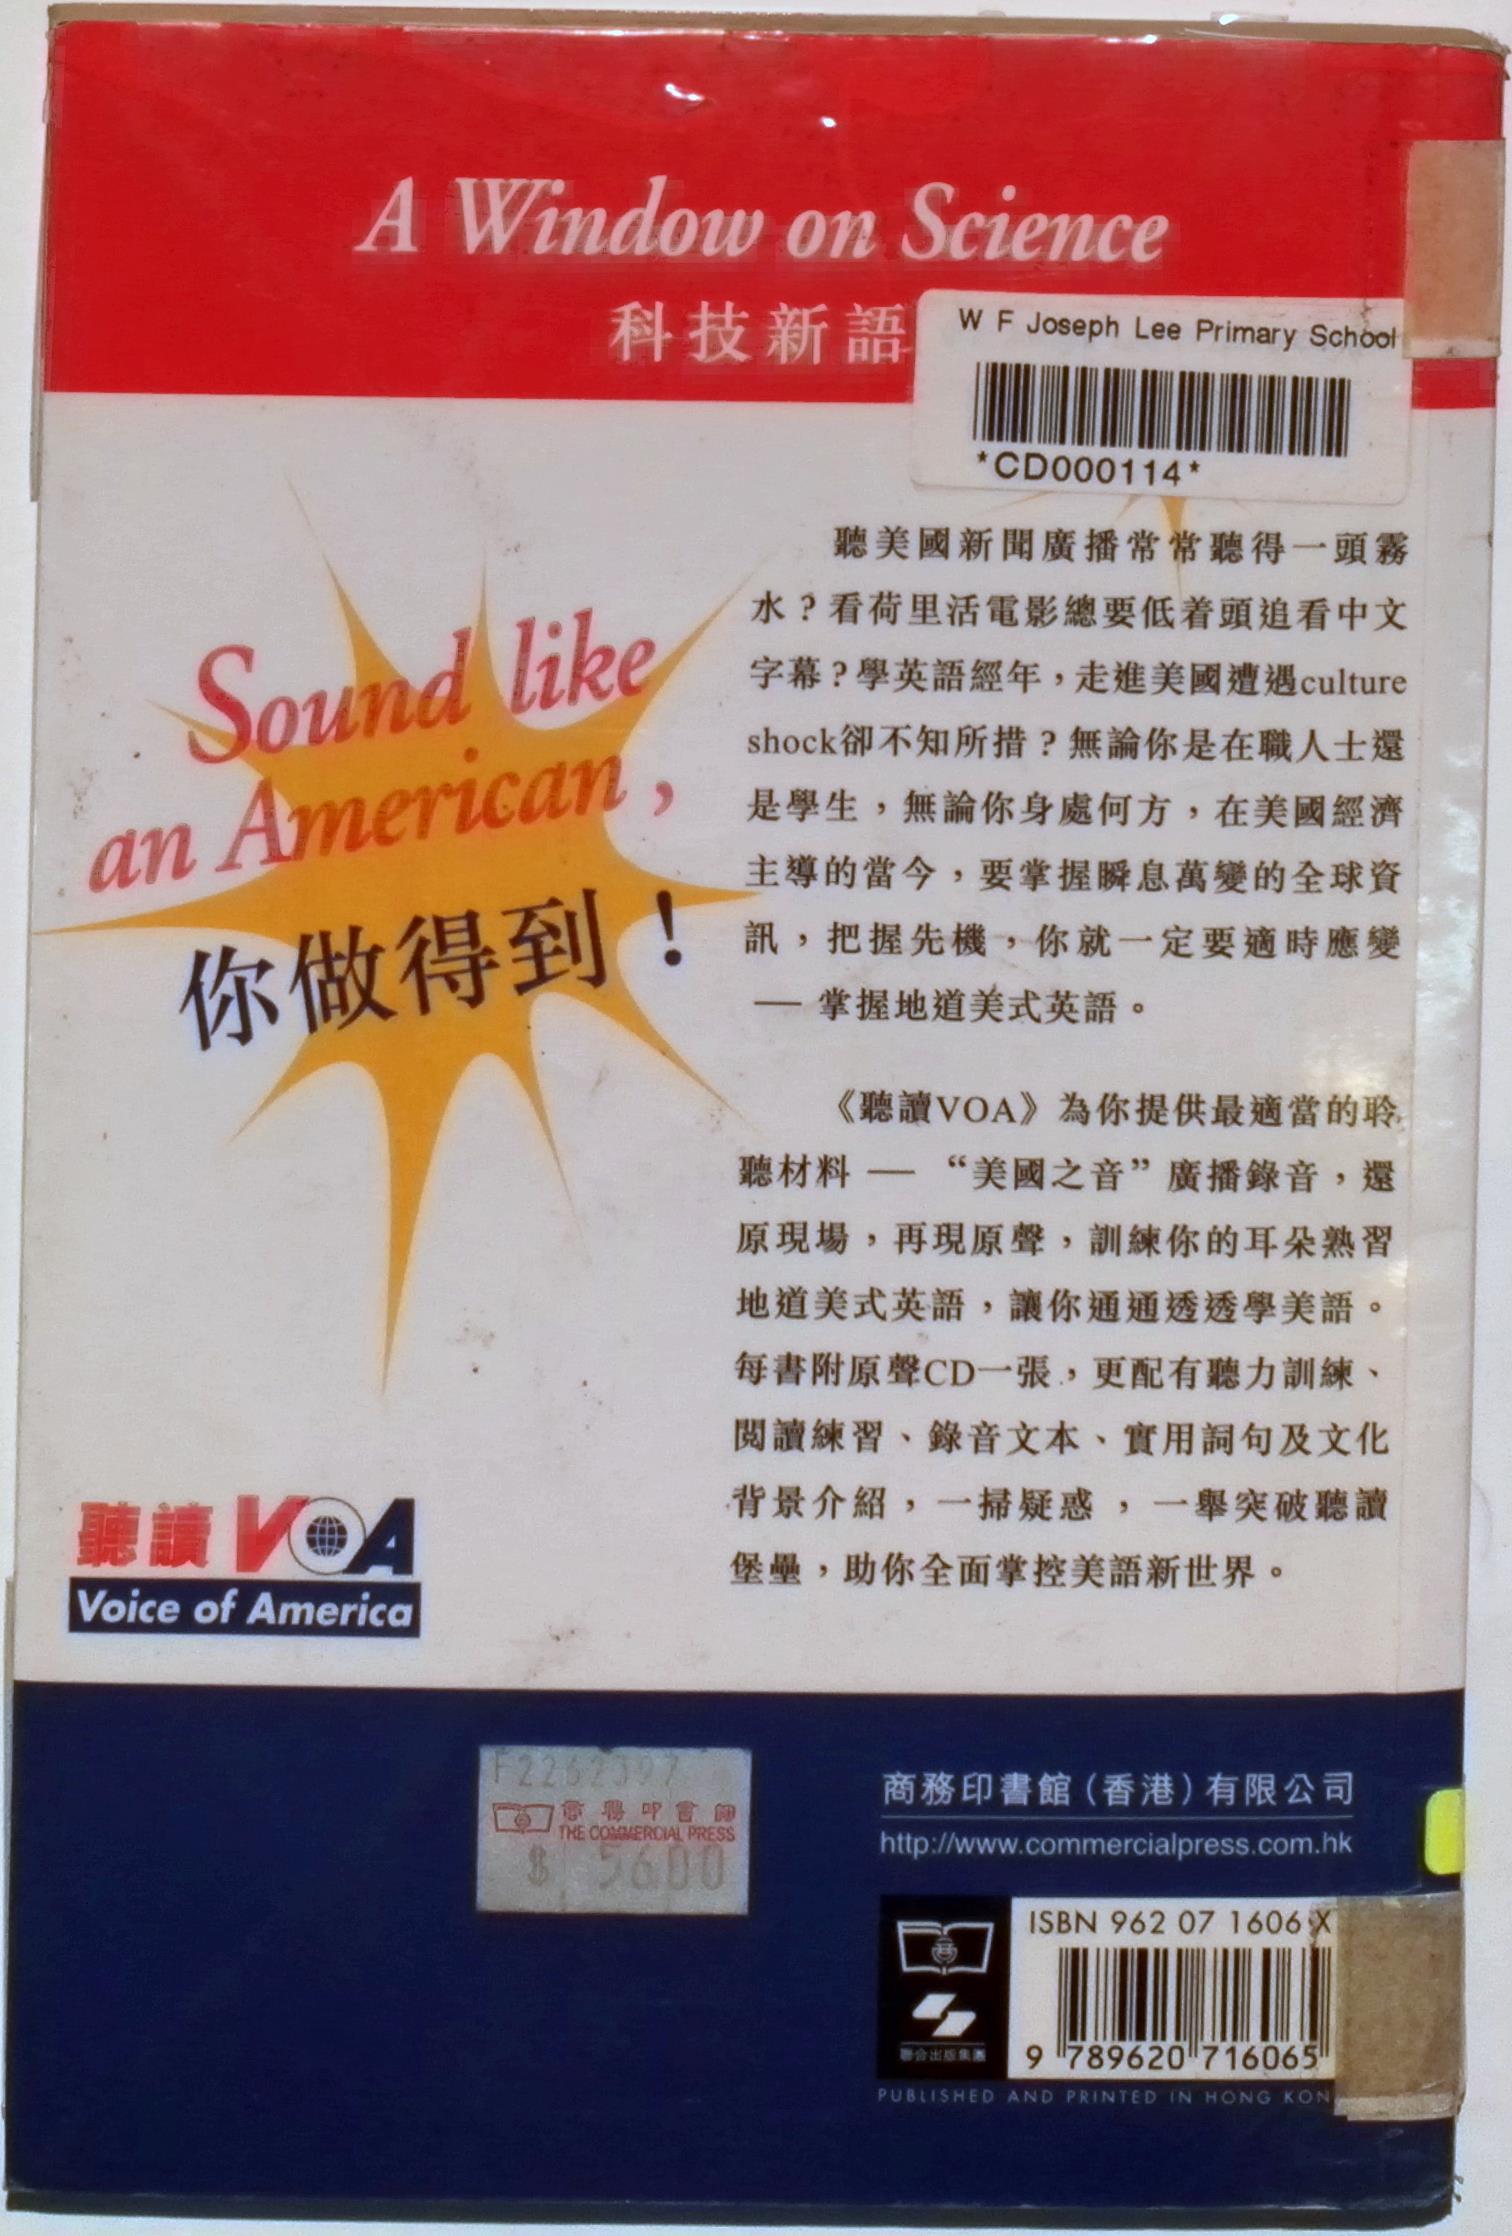 A Window on Science
科技新語
W F Joseph Lee Primary School
*CD000114*
Sound like
an American,
你做得到！
聽美國新聞廣播常常聽得一頭霧
水？看荷里活電影總要低着頭追看中文
字幕？學英語經年，走進美國遭遇culture
shock卻不知所措？無論你是在職人士還
是學生，無論你身處何方，在美國經濟
主導的當今，要掌握瞬息萬變的全球資
訊，把握先機，你就一定要適時應變
— 掌握地道美式英語。
《聽讀VOA》為你提供最適當的聆
聽材料 — “美國之音”廣播錄音，還
原現場，再現原聲，訓練你的耳朵熟習
地道美式英語，讓你通通透透學美語。
每書附原聲CD一張，更配有聽力訓練、
閱讀練習、錄音文本、實用詞句及文化
背景介紹，一掃疑惑，一舉突破聽讀
堡壘，助你全面掌控美語新世界。
聽讀VOA
Voice of America
F2262397
商務印書館
THE COMMERCIAL PRESS
$ 5600
商務印書館（香港）有限公司
http://www.commercialpress.com.hk
ISBN 962 07 1606 X
聯合出版集團
9 789620 716065
PUBLISHED AND PRINTED IN HONG KON